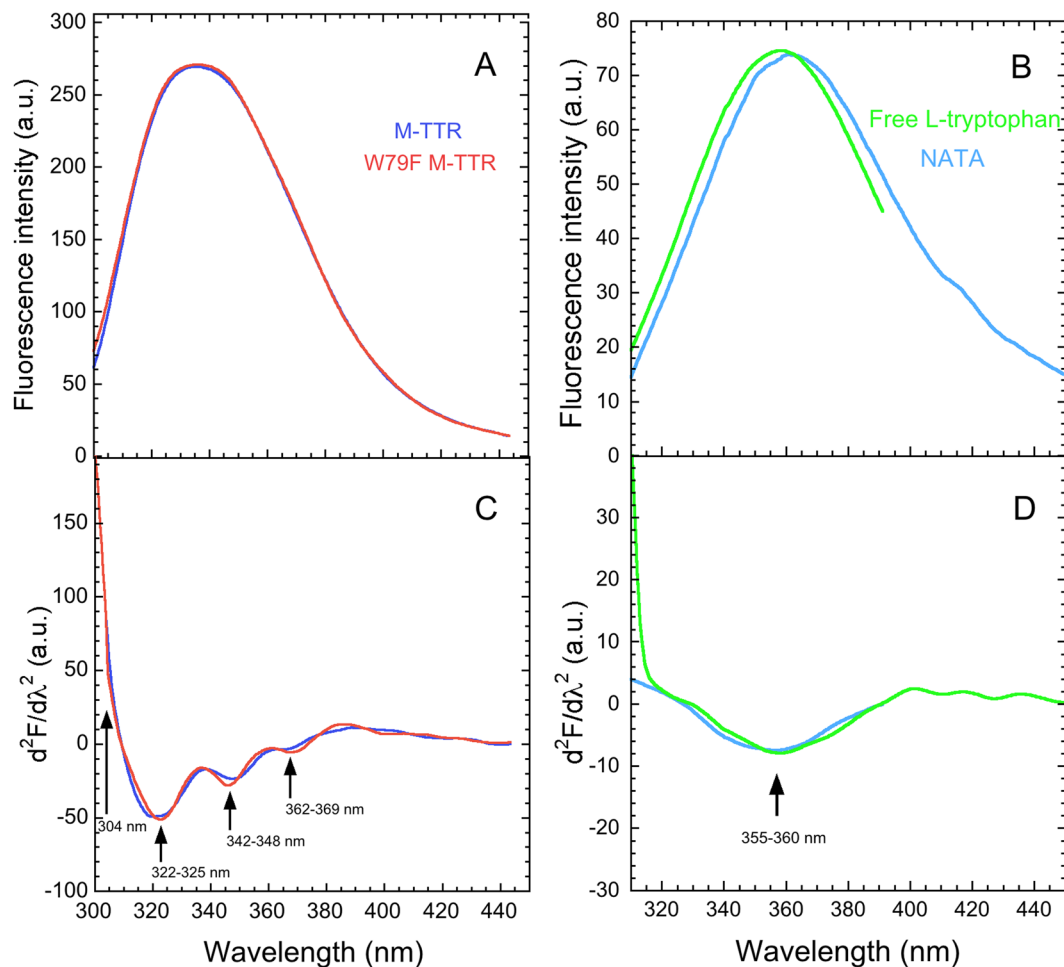 A
M-TTR
W79F M-TTR
Fluorescence intensity (a.u.)
300
250
200
150
100
50
0
B
Free L-tryptophan
NATA
Fluorescence intensity (a.u.)
80
70
60
50
40
30
20
10
0
C
d²F/dλ² (a.u.)
150
100
50
0
-50
-100
304 nm
322-325 nm
342-348 nm
362-369 nm
300 320 340 360 380 400 420 440
Wavelength (nm)
D
d²F/dλ² (a.u.)
30
20
10
0
-10
-20
-30
355-360 nm
320 340 360 380 400 420 440
Wavelength (nm)